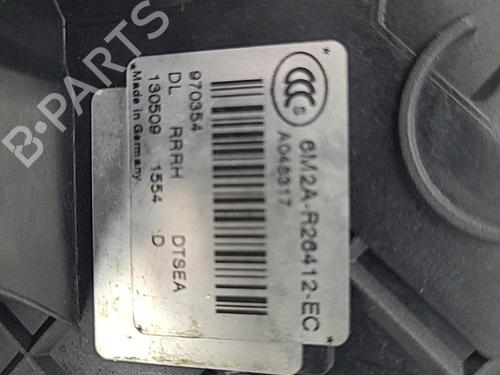 B-PARTS
CCC S
*6M2A-R26412-EC*
A048317
970354
DL RRRH DTSEA
130509 1554 D
*Made in Germany